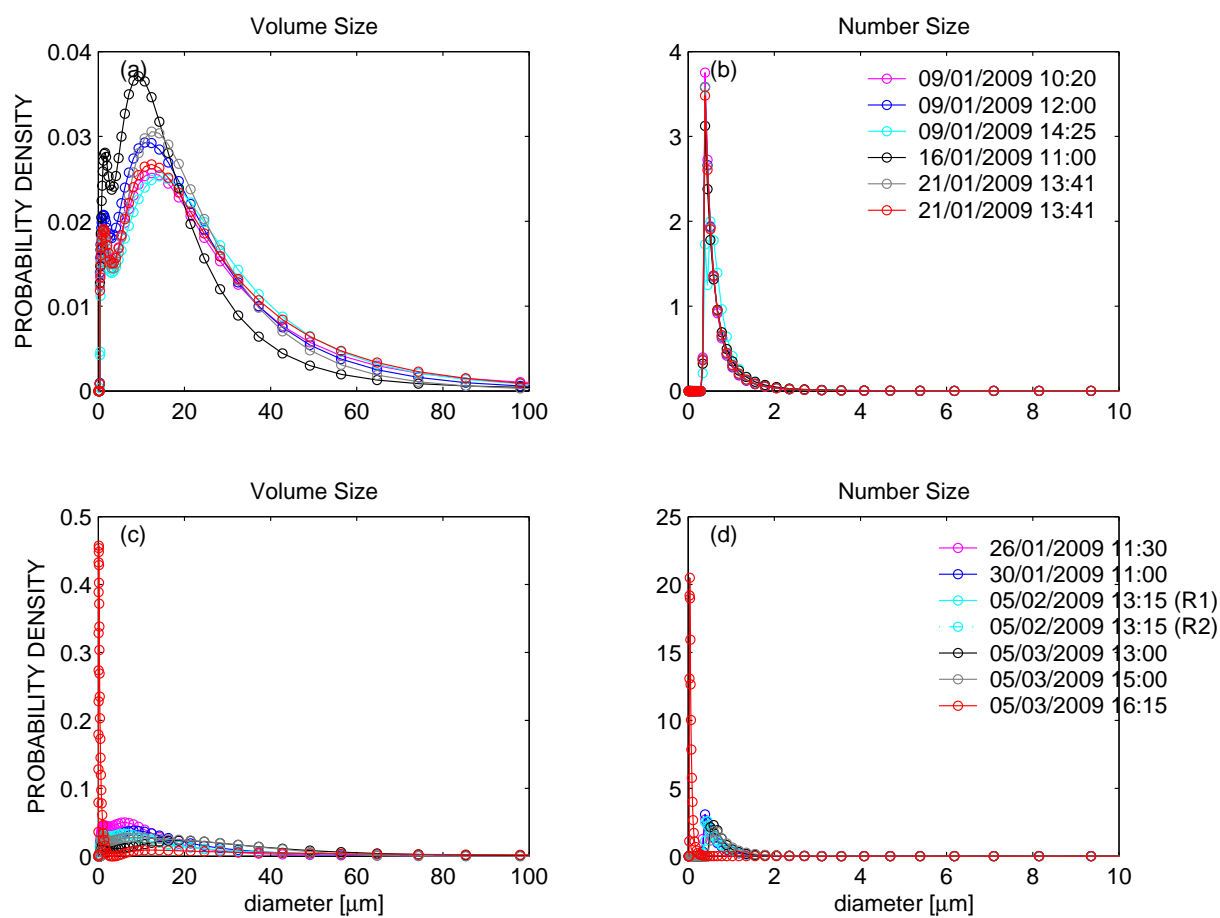 Volume Size
Number Size
0.04
0.03
0.02
0.01
0
PROBABILITY DENSITY
(a)
0 20 40 60 80 100
4
3
2
1
0
(b)
09/01/2009 10:20
09/01/2009 12:00
09/01/2009 14:25
16/01/2009 11:00
21/01/2009 13:41
21/01/2009 13:41
0 2 4 6 8 10
Volume Size
Number Size
0.5
0.4
0.3
0.2
0.1
0
PROBABILITY DENSITY
(c)
0 20 40 60 80 100
diameter [μm]
25
20
15
10
5
0
(d)
26/01/2009 11:30
30/01/2009 11:00
05/02/2009 13:15 (R1)
05/02/2009 13:15 (R2)
05/03/2009 13:00
05/03/2009 15:00
05/03/2009 16:15
0 2 4 6 8 10
diameter [μm]